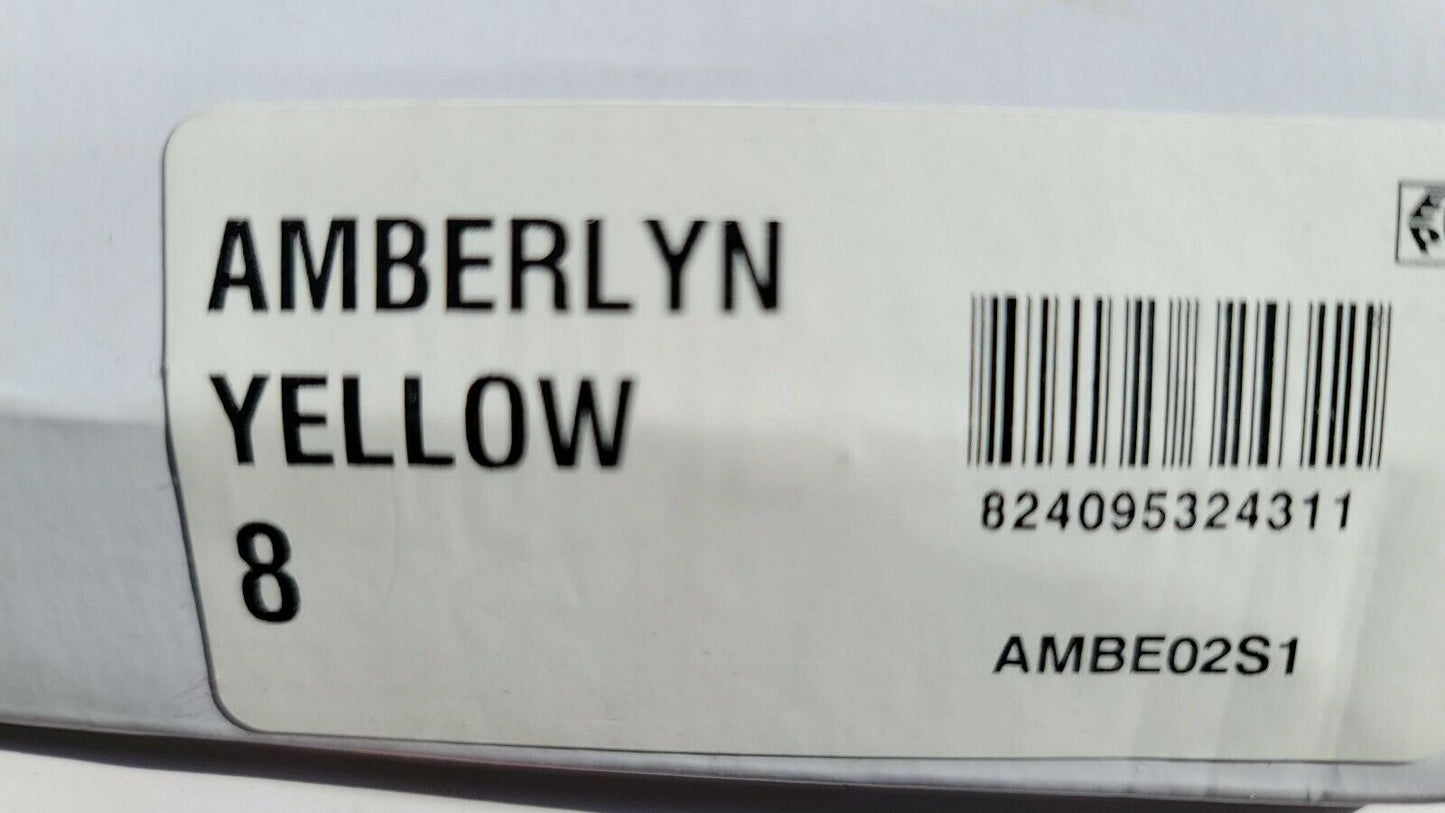 AMBERLYN
YELLOW
8
824095324311
AMBE02S1